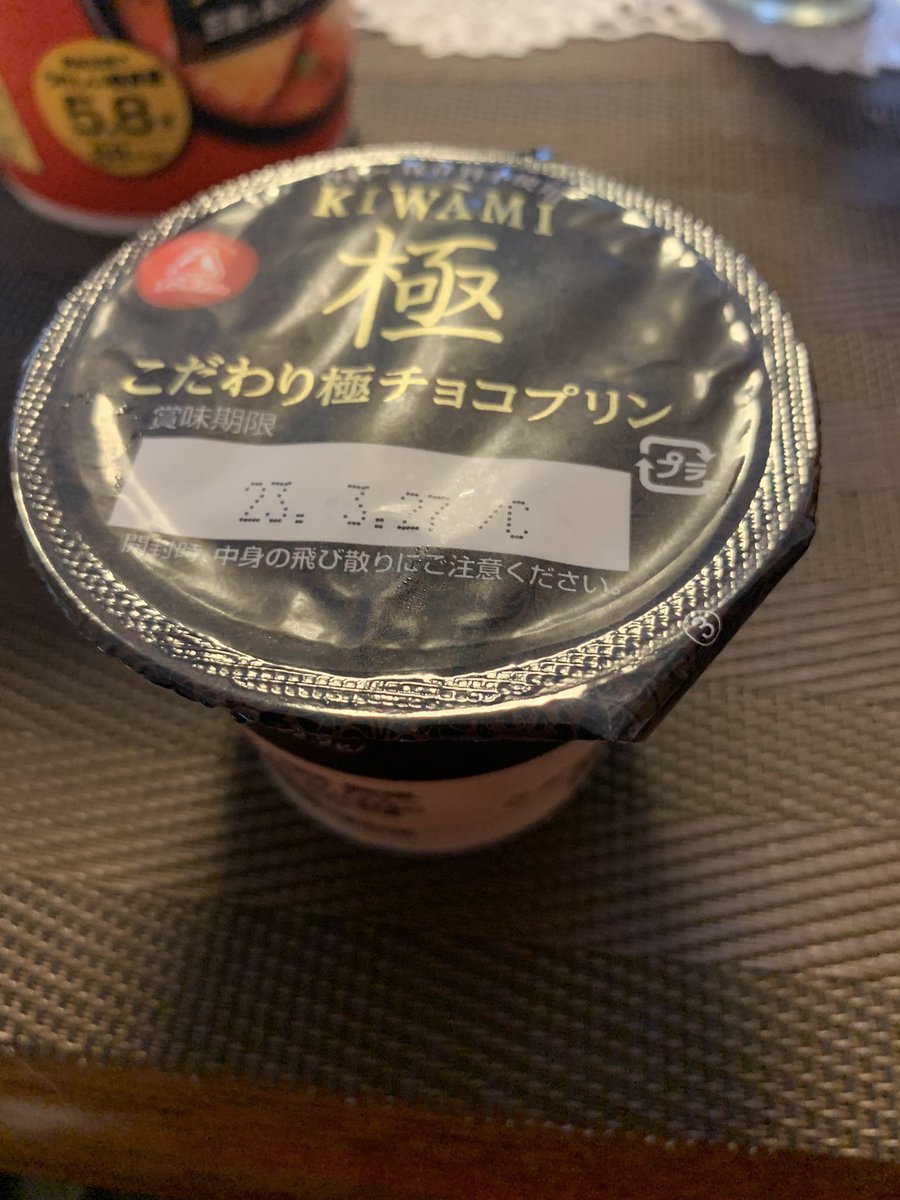 5.8
KIWAMI
極
こだわり極チョコプリン
賞味期限
プラ
23. 3.27 /C
開封時 中身の飛び散りにご注意ください。
③